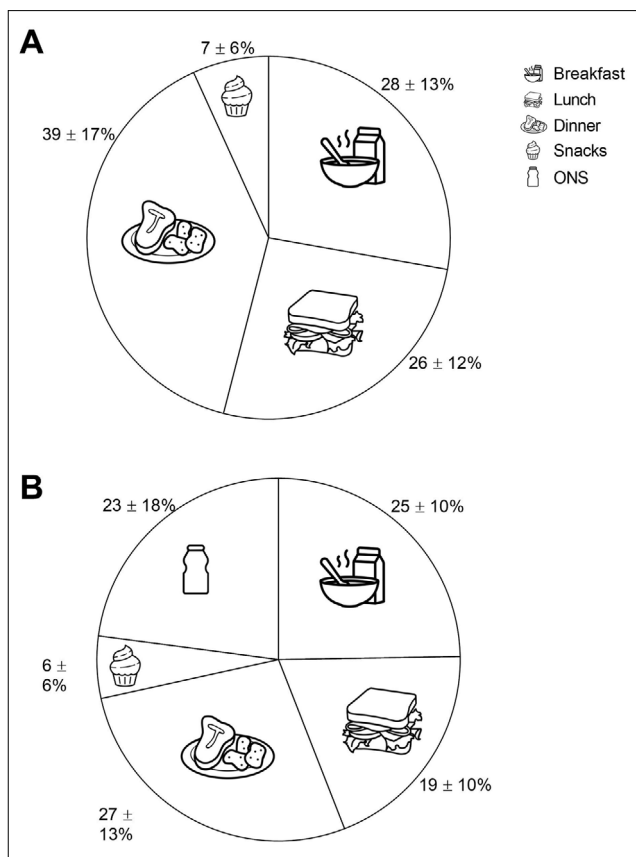 A
7 ± 6%
28 ± 13%
39 ± 17%
26 ± 12%
Breakfast
Lunch
Dinner
Snacks
ONS
B
23 ± 18%
25 ± 10%
6 ±
6%
19 ± 10%
27 ±
13%